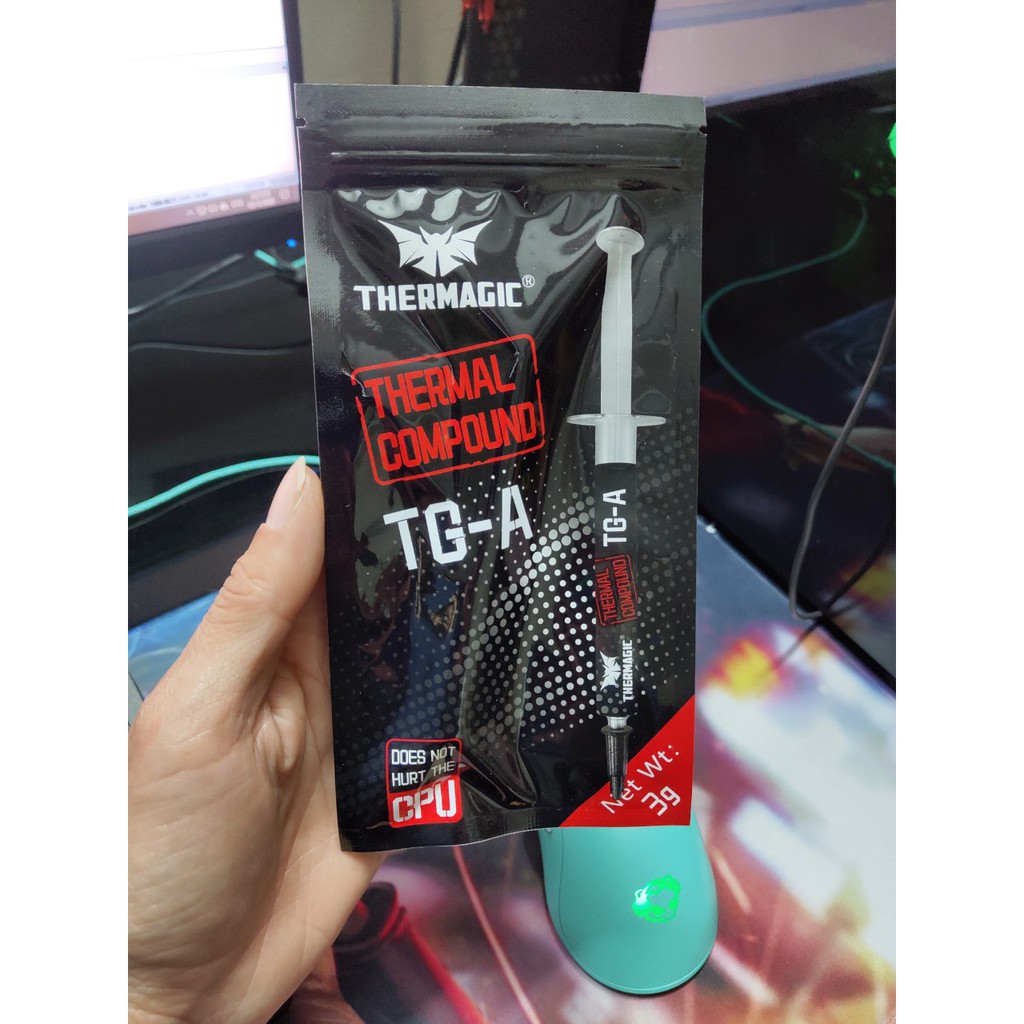 THERMAGIC®
THERMAL
COMPOUND
TG-A
TG-A
THERMAL
COMPOUND
THERMAGIC®
DOES NOT
HURT THE
CPU
Net Wt:
3g